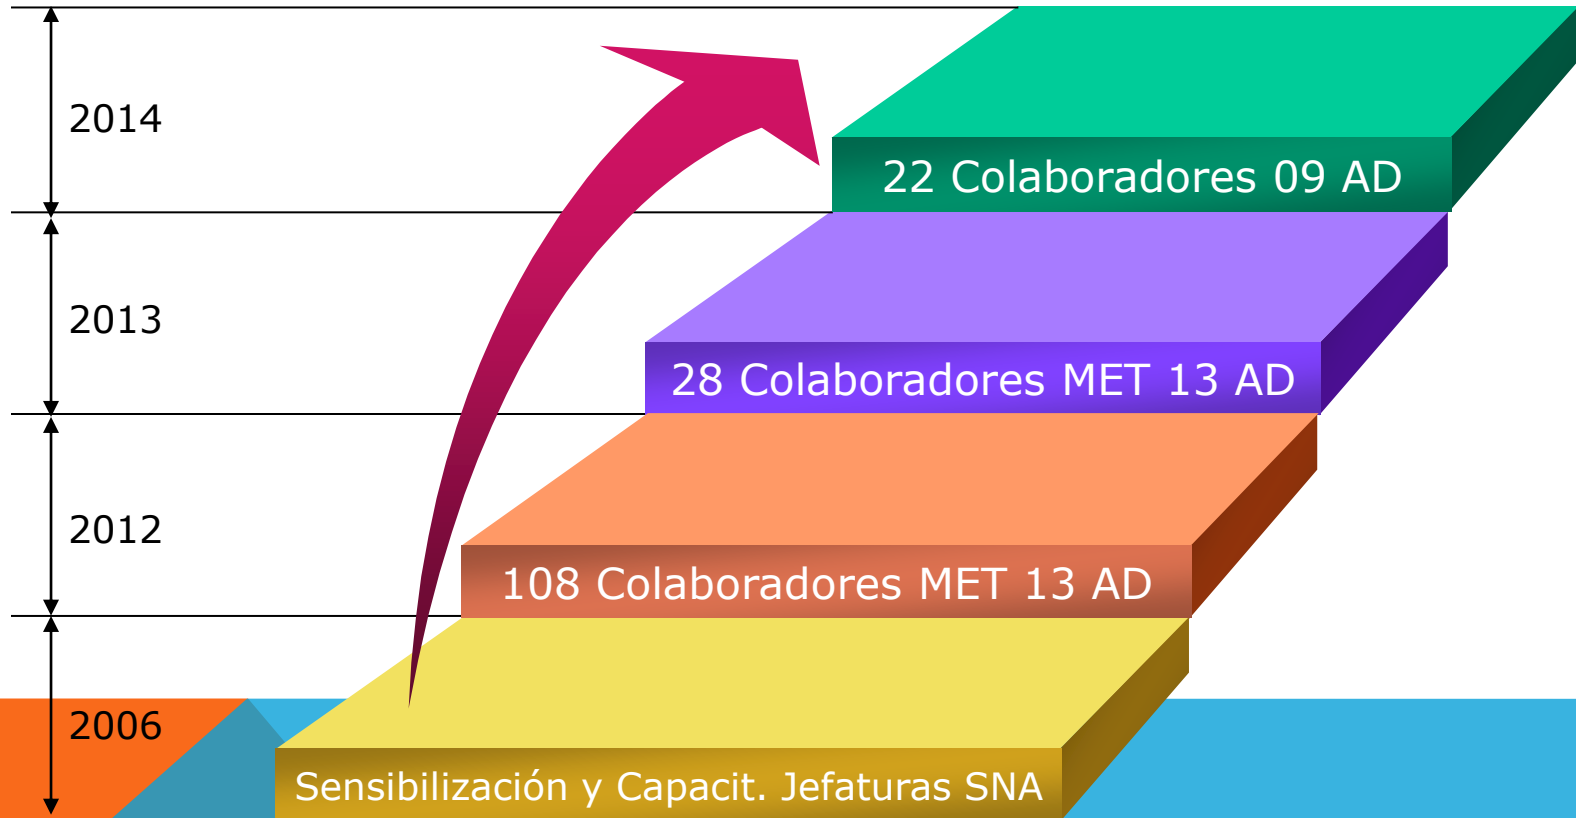 2014
22 Colaboradores 09 AD
2013
28 Colaboradores MET 13 AD
2012
108 Colaboradores MET 13 AD
2006
Sensibilización y Capacit. Jefaturas SNA